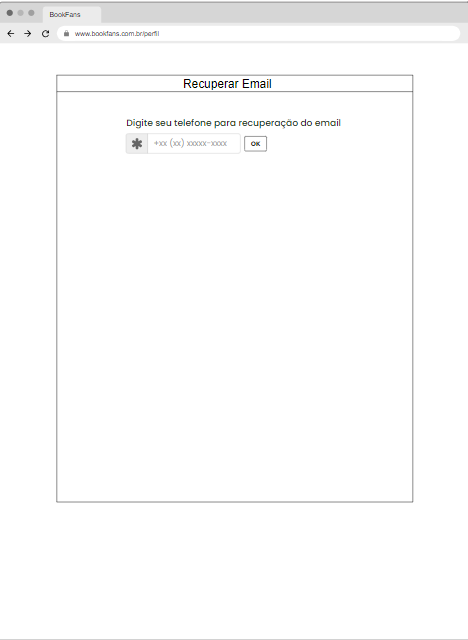 BookFans
www.bookfans.com.br/perfil
Recuperar Email
Digite seu telefone para recuperação do email
+xx (xx) xxxxx-xxxx
OK